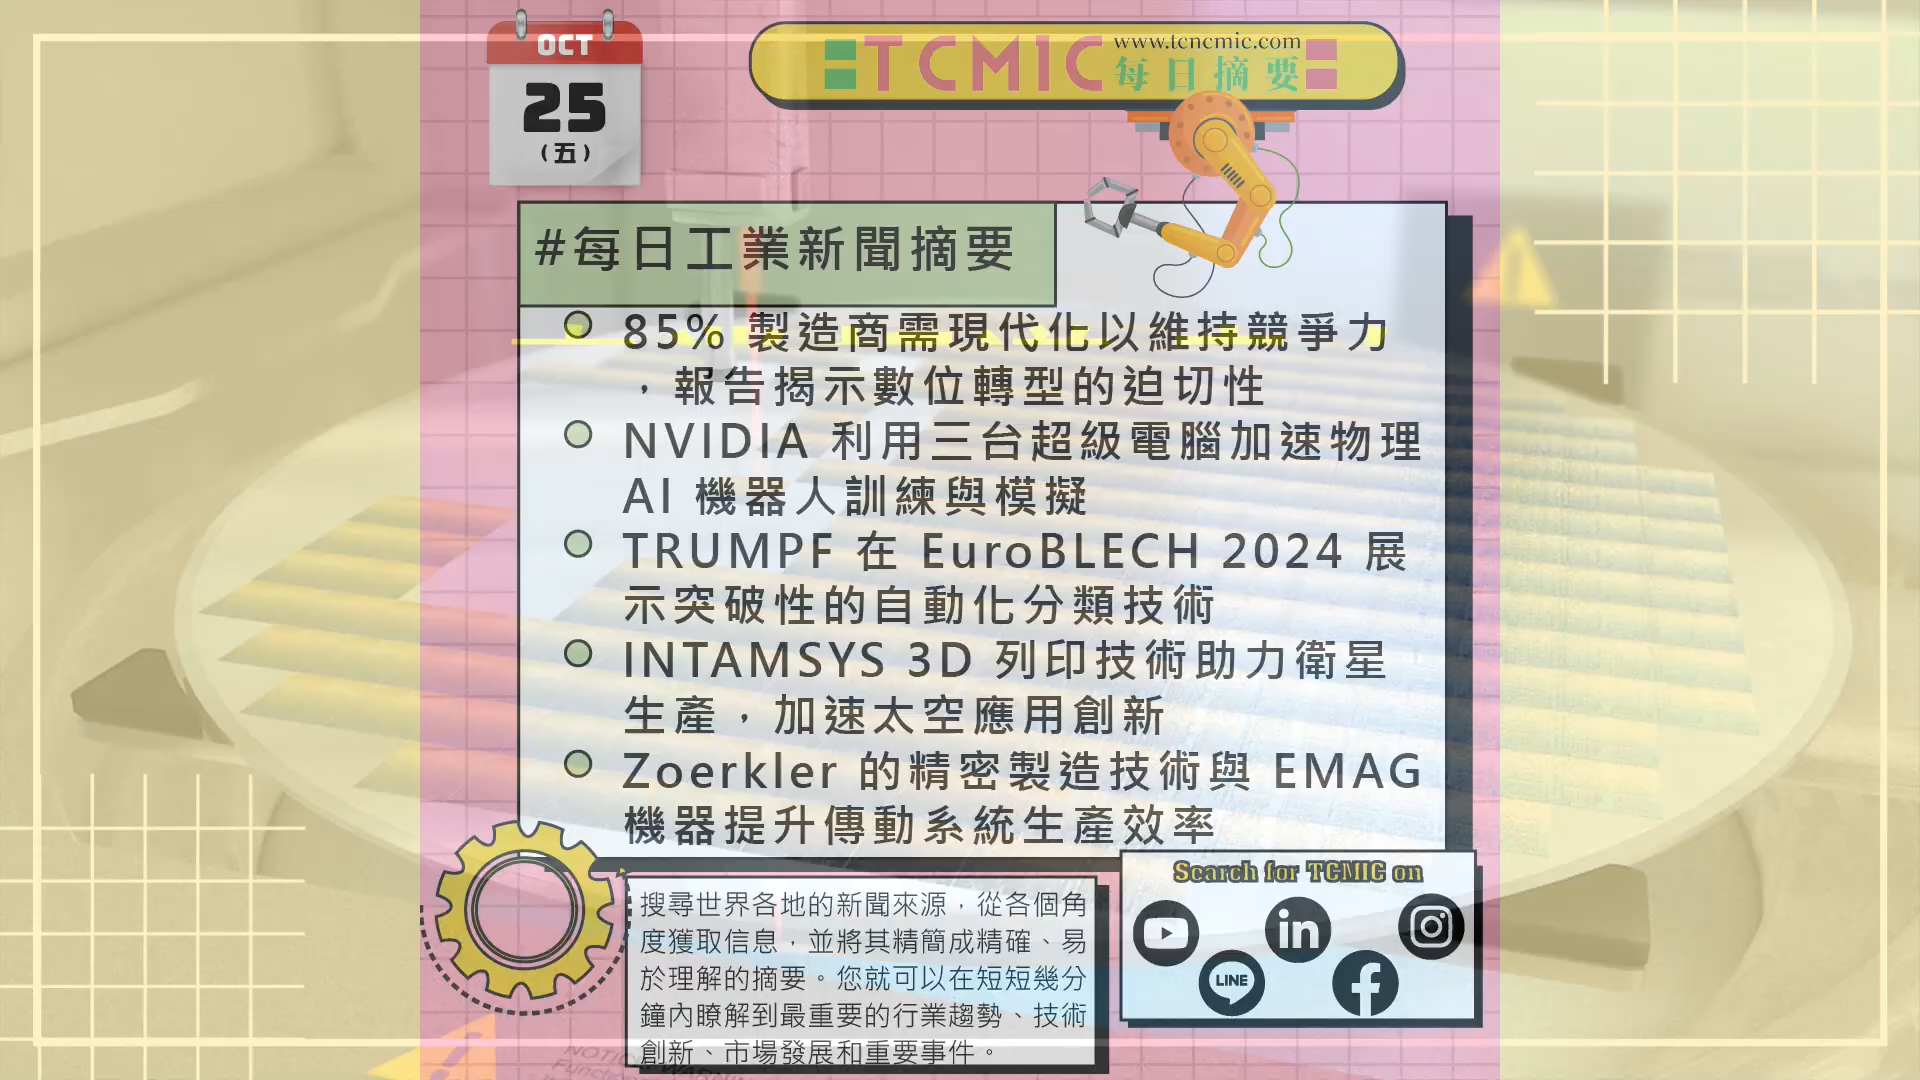 OCT
25
(五)
TCMIC
www.tcncmic.com
每日摘要
#每日工業新聞摘要
85% 製造商需現代化以維持競爭力
，報告揭示數位轉型的迫切性
NVIDIA 利用三台超級電腦加速物理
AI 機器人訓練與模擬
TRUMPF 在 EuroBLECH 2024 展
示突破性的自動化分類技術
INTAMSYS 3D 列印技術助力衛星
生產，加速太空應用創新
Zoerkler 的精密製造技術與 EMAG
機器提升傳動系統生產效率
搜尋世界各地的新聞來源，從各個角
度獲取信息，並將其精簡成精確、易
於理解的摘要。您就可以在短短幾分
鐘內瞭解到最重要的行業趨勢、技術
創新、市場發展和重要事件。
Search for TCMIC on
in
LINE